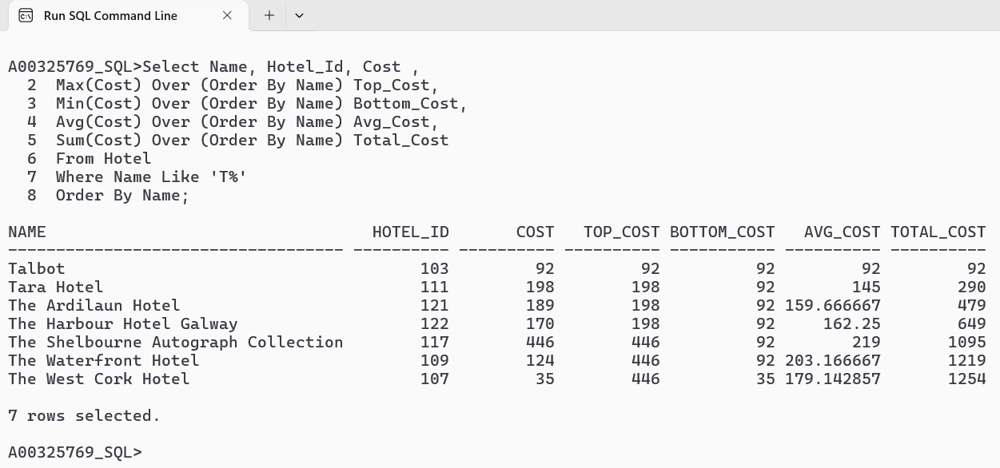 Run SQL Command Line
A00325769_SQL>Select Name, Hotel_Id, Cost ,
  2  Max(Cost) Over (Order By Name) Top_Cost,
  3  Min(Cost) Over (Order By Name) Bottom_Cost,
  4  Avg(Cost) Over (Order By Name) Avg_Cost,
  5  Sum(Cost) Over (Order By Name) Total_Cost
  6  From Hotel
  7  Where Name Like 'T%'
  8  Order By Name;
NAME                                  HOTEL_ID       COST   TOP_COST BOTTOM_COST   AVG_COST TOTAL_COST
----------------------------------- ---------- ---------- ---------- ----------- ---------- ----------
Talbot                                     103         92         92          92         92         92
Tara Hotel                                 111        198        198          92        145        290
The Ardilaun Hotel                         121        189        198          92 159.666667        479
The Harbour Hotel Galway                   122        170        198          92     162.25        649
The Shelbourne Autograph Collection        117        446        446          92        219       1095
The Waterfront Hotel                       109        124        446          92 203.166667       1219
The West Cork Hotel                        107         35        446          35 179.142857       1254
7 rows selected.
A00325769_SQL>